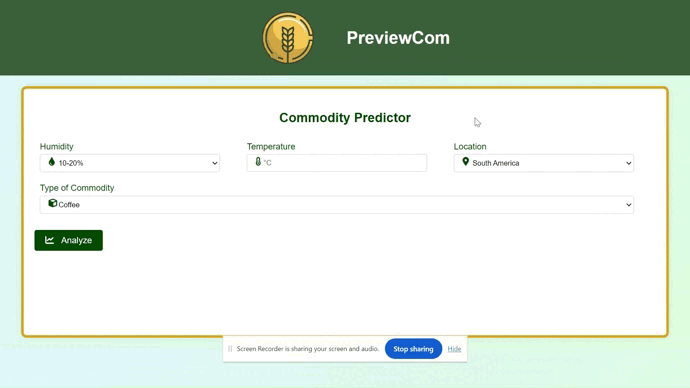 PreviewCom
Commodity Predictor
Humidity Temperature Location
10-20% °C South America
Type of Commodity
Coffee
Analyze
Screen Recorder is sharing your screen and audio. Stop sharing Hide